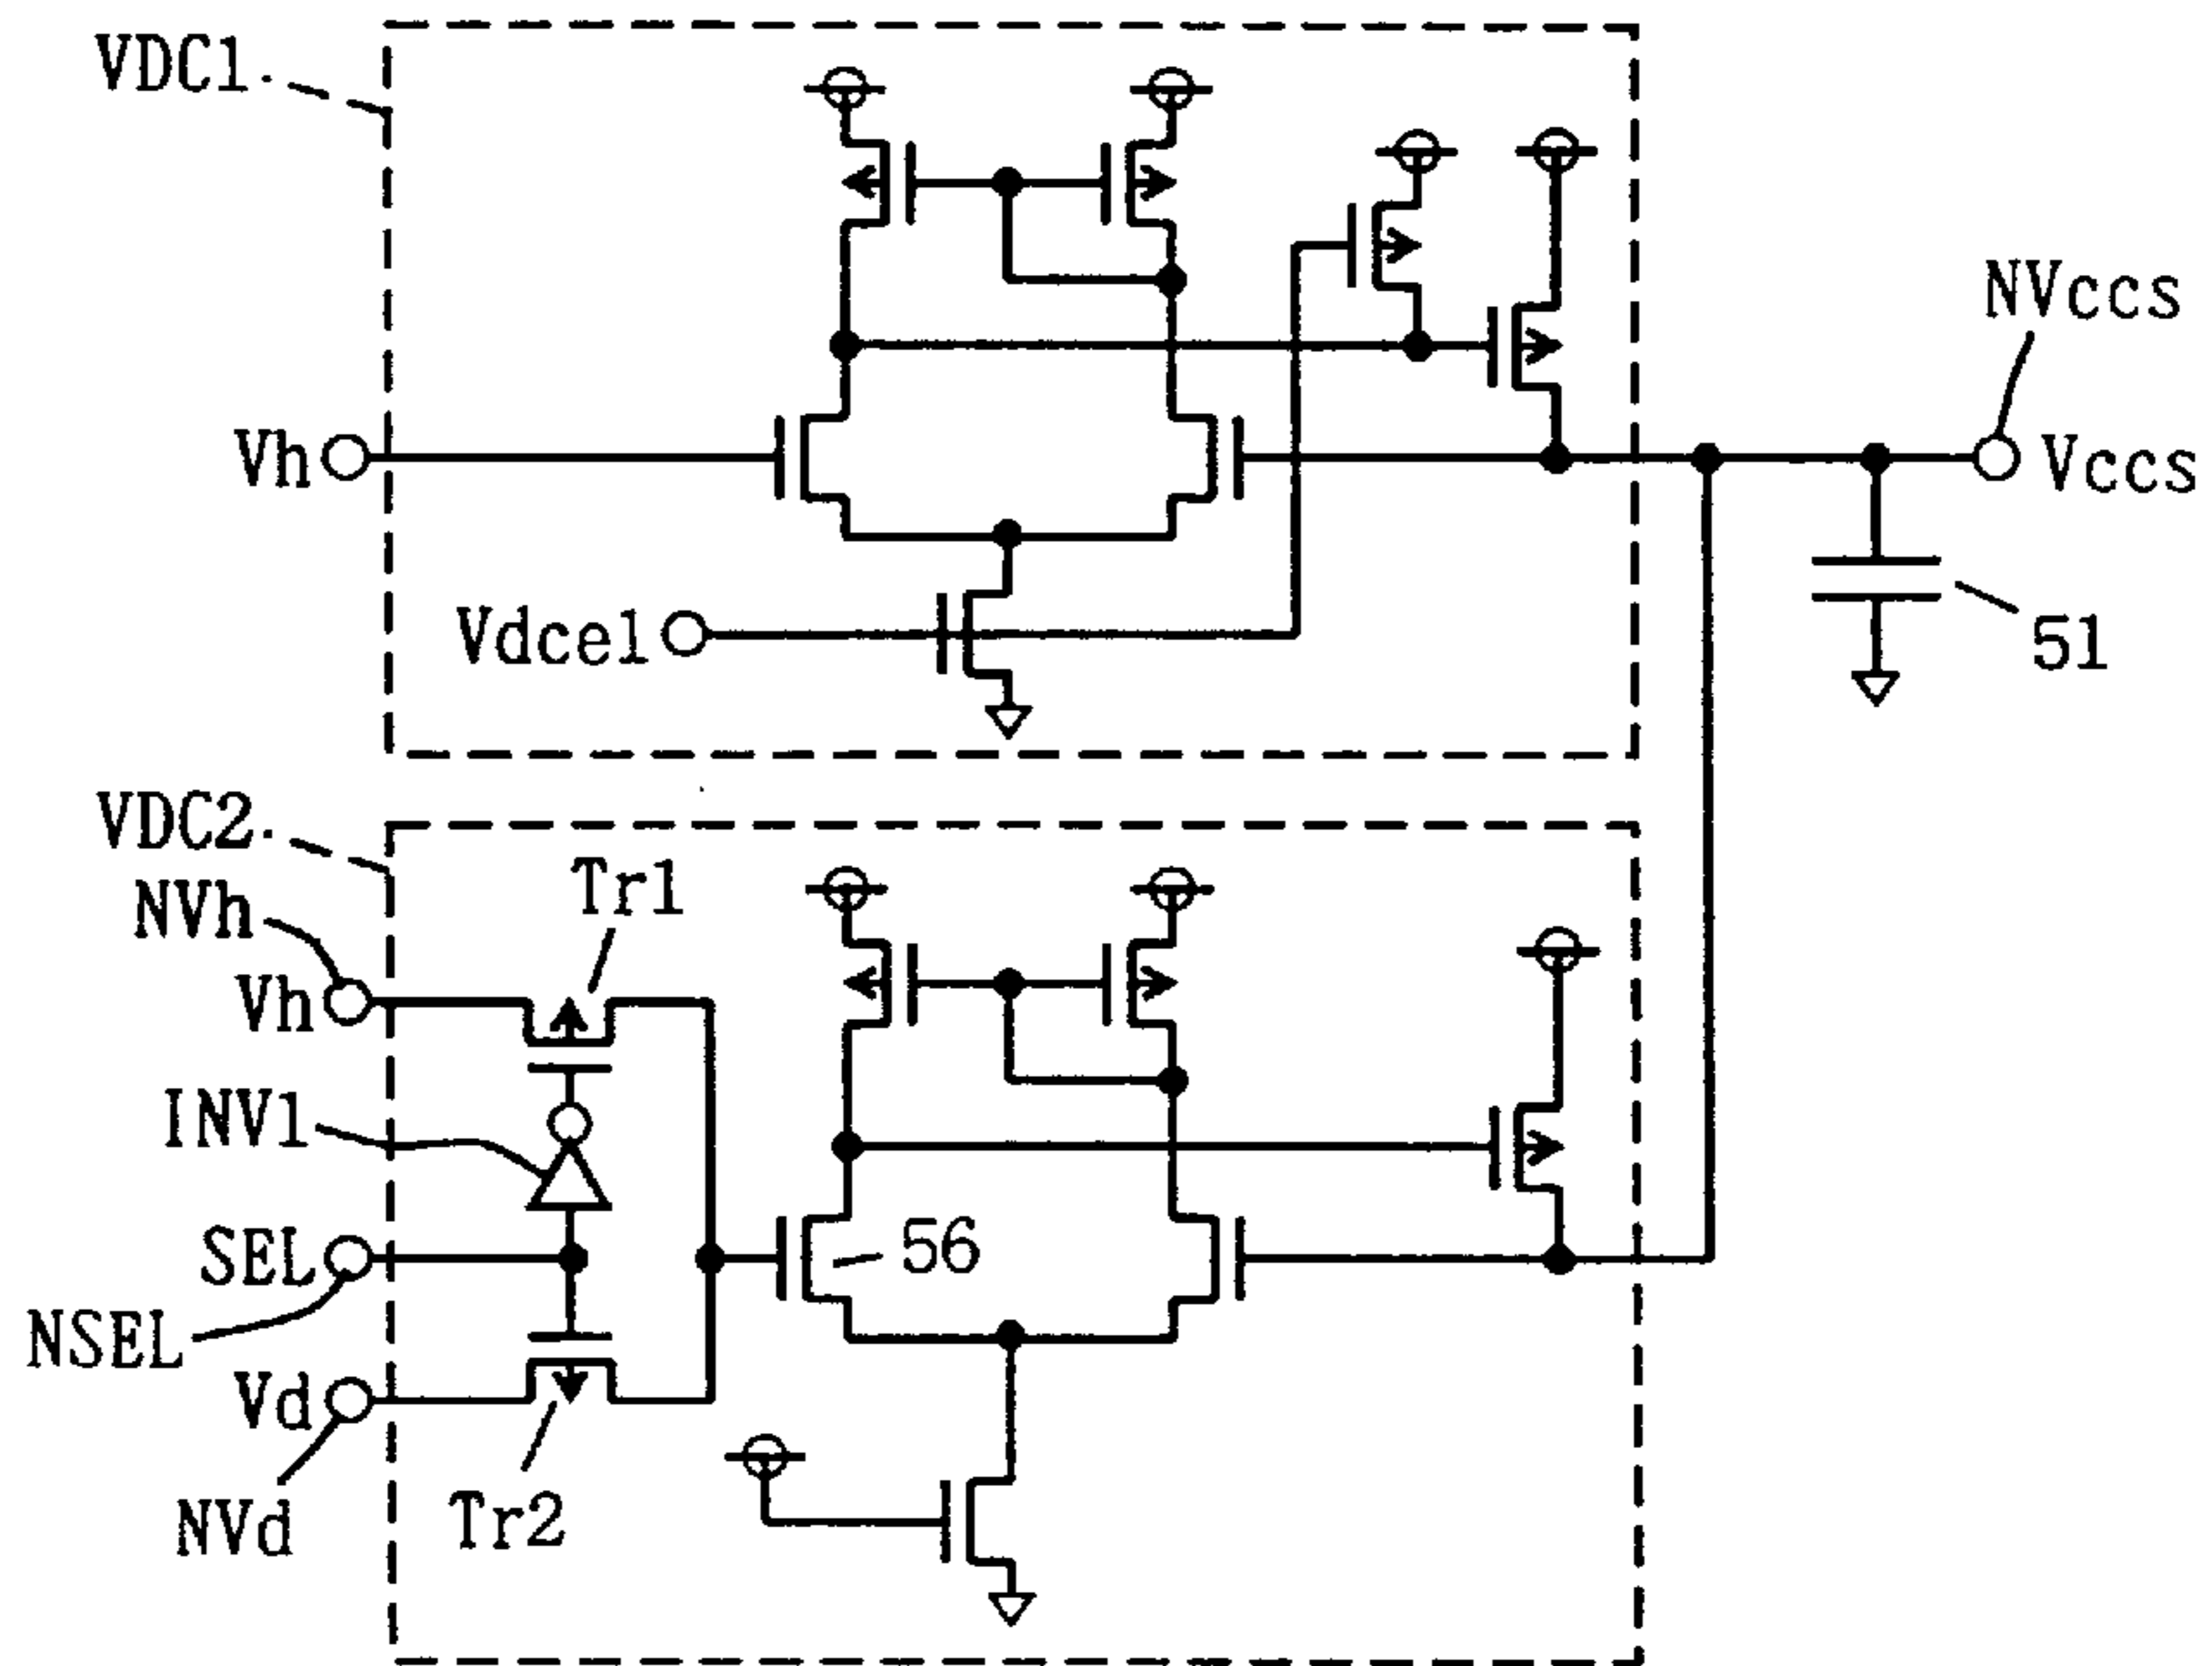 VDC1
NVccs
Vh
Vccs
Vdce1
51
VDC2
Tr1
NVh
Vh
INV1
SEL
56
NSEL
Vd
Tr2
NVd